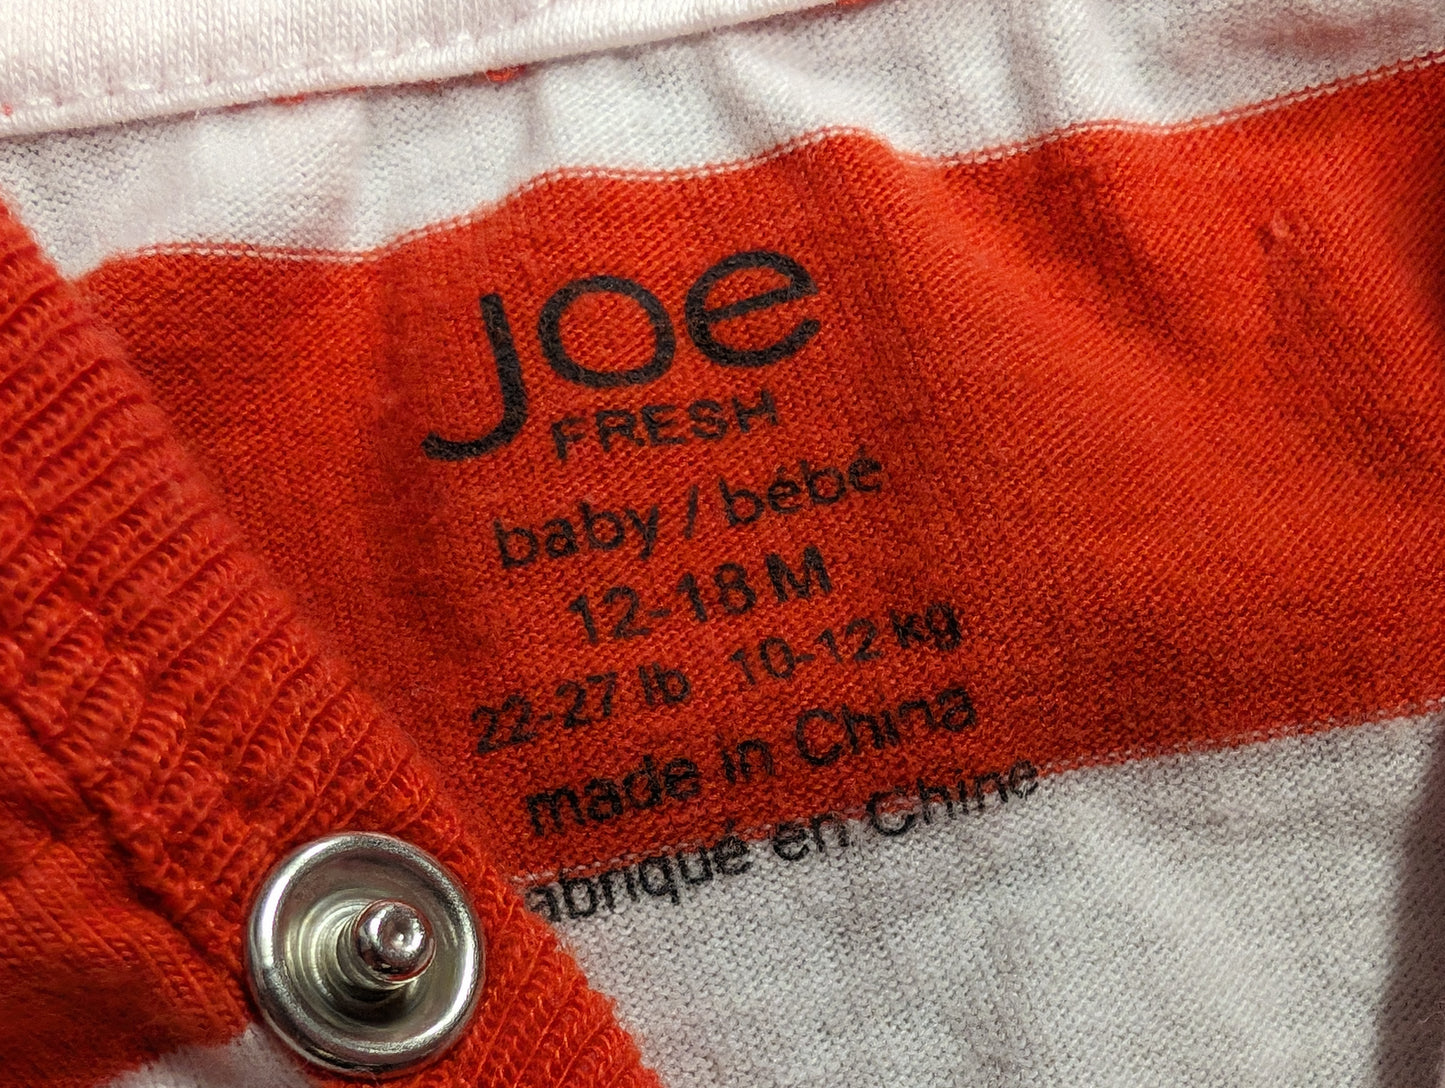 Joe
FRESH
baby / bébé
12-18 M
22-27 lb 10-12 kg
made in China
abriqué en Chine